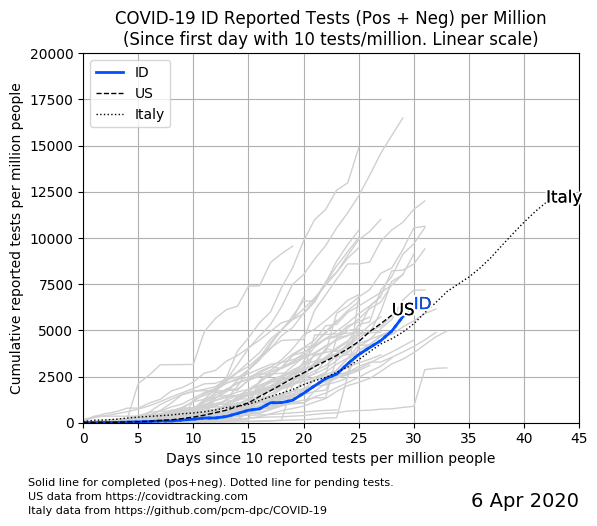 COVID-19 ID Reported Tests (Pos + Neg) per Million
(Since first day with 10 tests/million. Linear scale)
Cumulative reported tests per million people
20000
17500
15000
12500
10000
7500
5000
2500
0
ID
US
Italy
Italy
US
ID
0 5 10 15 20 25 30 35 40 45
Days since 10 reported tests per million people
Solid line for completed (pos+neg). Dotted line for pending tests.
US data from https://covidtracking.com
Italy data from https://github.com/pcm-dpc/COVID-19
6 Apr 2020